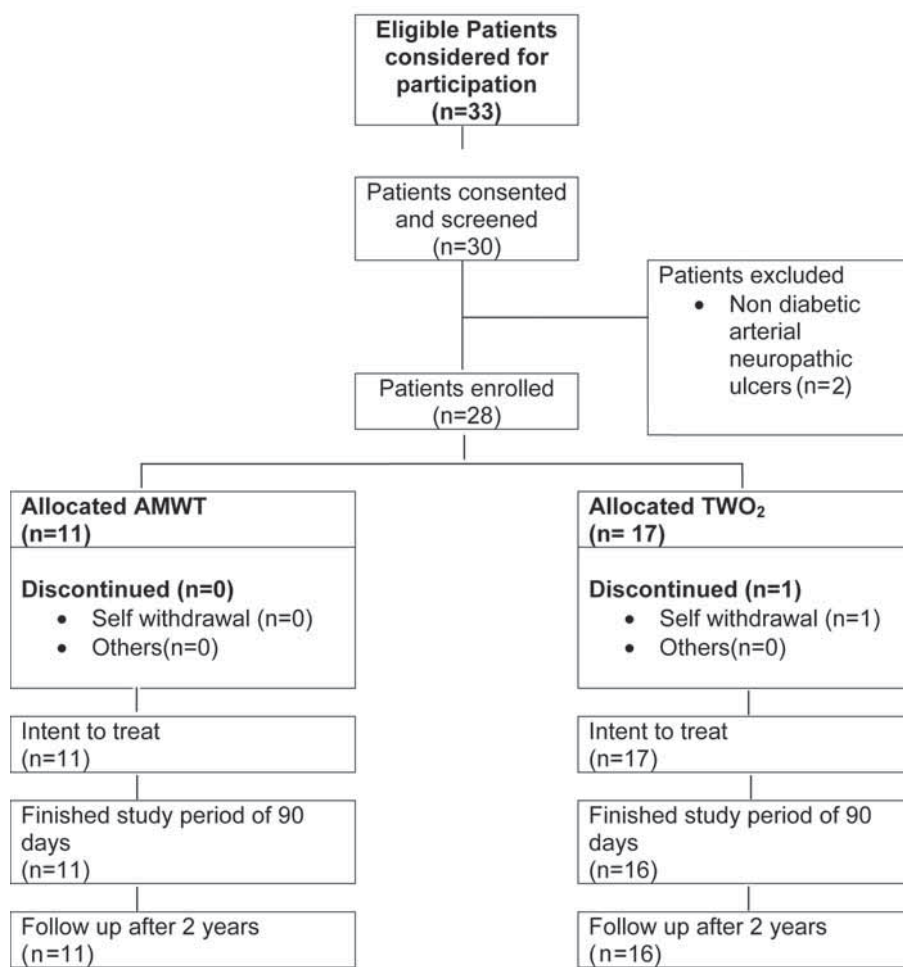 Eligible Patients
considered for
participation
(n=33)
Patients consented
and screened
(n=30)
Patients excluded
• Non diabetic
arterial
neuropathic
ulcers (n=2)
Patients enrolled
(n=28)
Allocated AMWT
(n=11)
Discontinued (n=0)
• Self withdrawal (n=0)
• Others(n=0)
Intent to treat
(n=11)
Finished study period of 90
days
(n=11)
Follow up after 2 years
(n=11)
Allocated TWO₂
(n= 17)
Discontinued (n=1)
• Self withdrawal (n=1)
• Others(n=0)
Intent to treat
(n=17)
Finished study period of 90
days
(n=16)
Follow up after 2 years
(n=16)